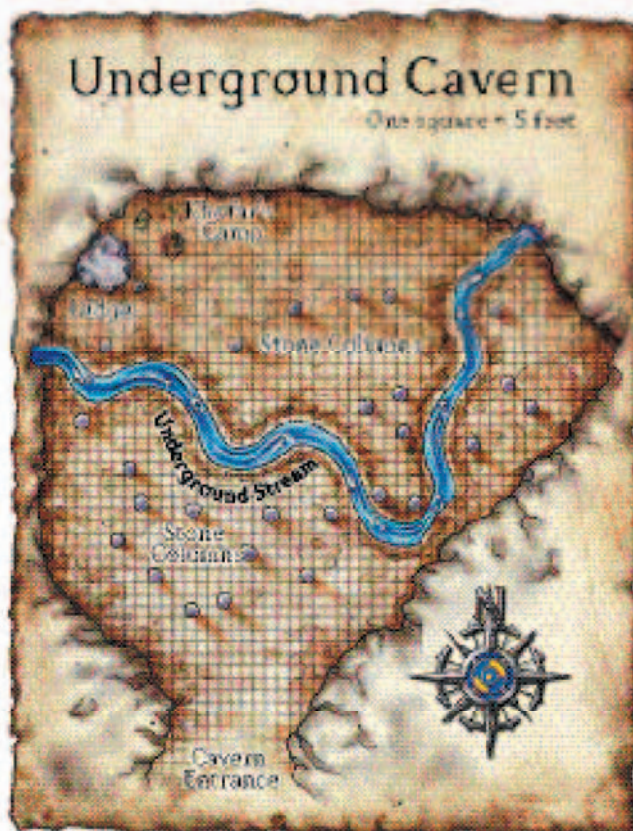 Underground Cavern
One square = 5 feet
Camp
Ledge
Stone Columns
Underground Stream
Stone
Columns
N
Cavern
Entrance